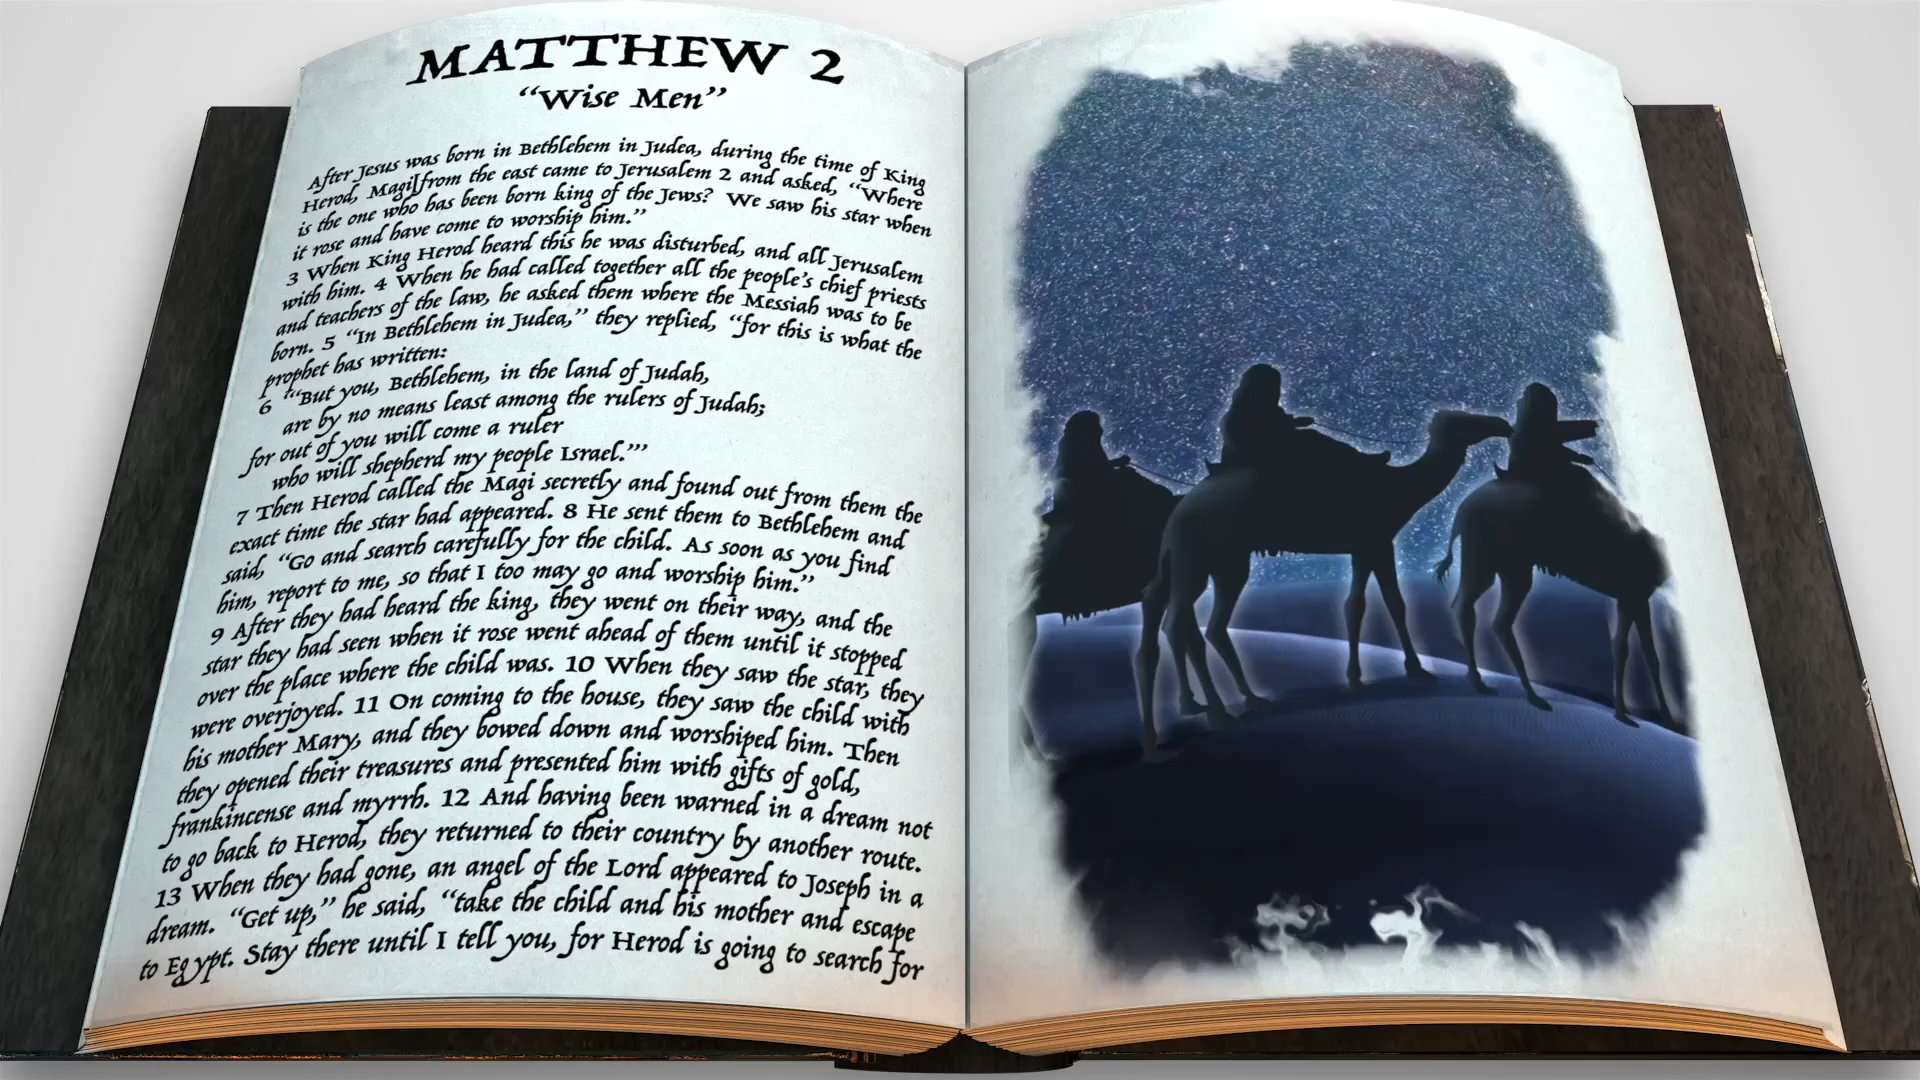 MATTHEW 2
“Wise Men”
After Jesus was born in Bethlehem in Judea, during the time of King
Herod, Magi[from the east came to Jerusalem 2 and asked, “Where
is the one who has been born king of the Jews? We saw his star when
it rose and have come to worship him.”
3 When King Herod heard this he was disturbed, and all Jerusalem
with him. 4 When he had called together all the people’s chief priests
and teachers of the law, he asked them where the Messiah was to be
born. 5 “In Bethlehem in Judea,” they replied, “for this is what the
prophet has written:
6 “‘But you, Bethlehem, in the land of Judah,
are by no means least among the rulers of Judah;
for out of you will come a ruler
who will shepherd my people Israel.’”
7 Then Herod called the Magi secretly and found out from them the
exact time the star had appeared. 8 He sent them to Bethlehem and
said, “Go and search carefully for the child. As soon as you find
him, report to me, so that I too may go and worship him.”
9 After they had heard the king, they went on their way, and the
star they had seen when it rose went ahead of them until it stopped
over the place where the child was. 10 When they saw the star, they
were overjoyed. 11 On coming to the house, they saw the child with
his mother Mary, and they bowed down and worshiped him. Then
they opened their treasures and presented him with gifts of gold,
frankincense and myrrh. 12 And having been warned in a dream not
to go back to Herod, they returned to their country by another route.
13 When they had gone, an angel of the Lord appeared to Joseph in a
dream. “Get up,” he said, “take the child and his mother and escape
to Egypt. Stay there until I tell you, for Herod is going to search for